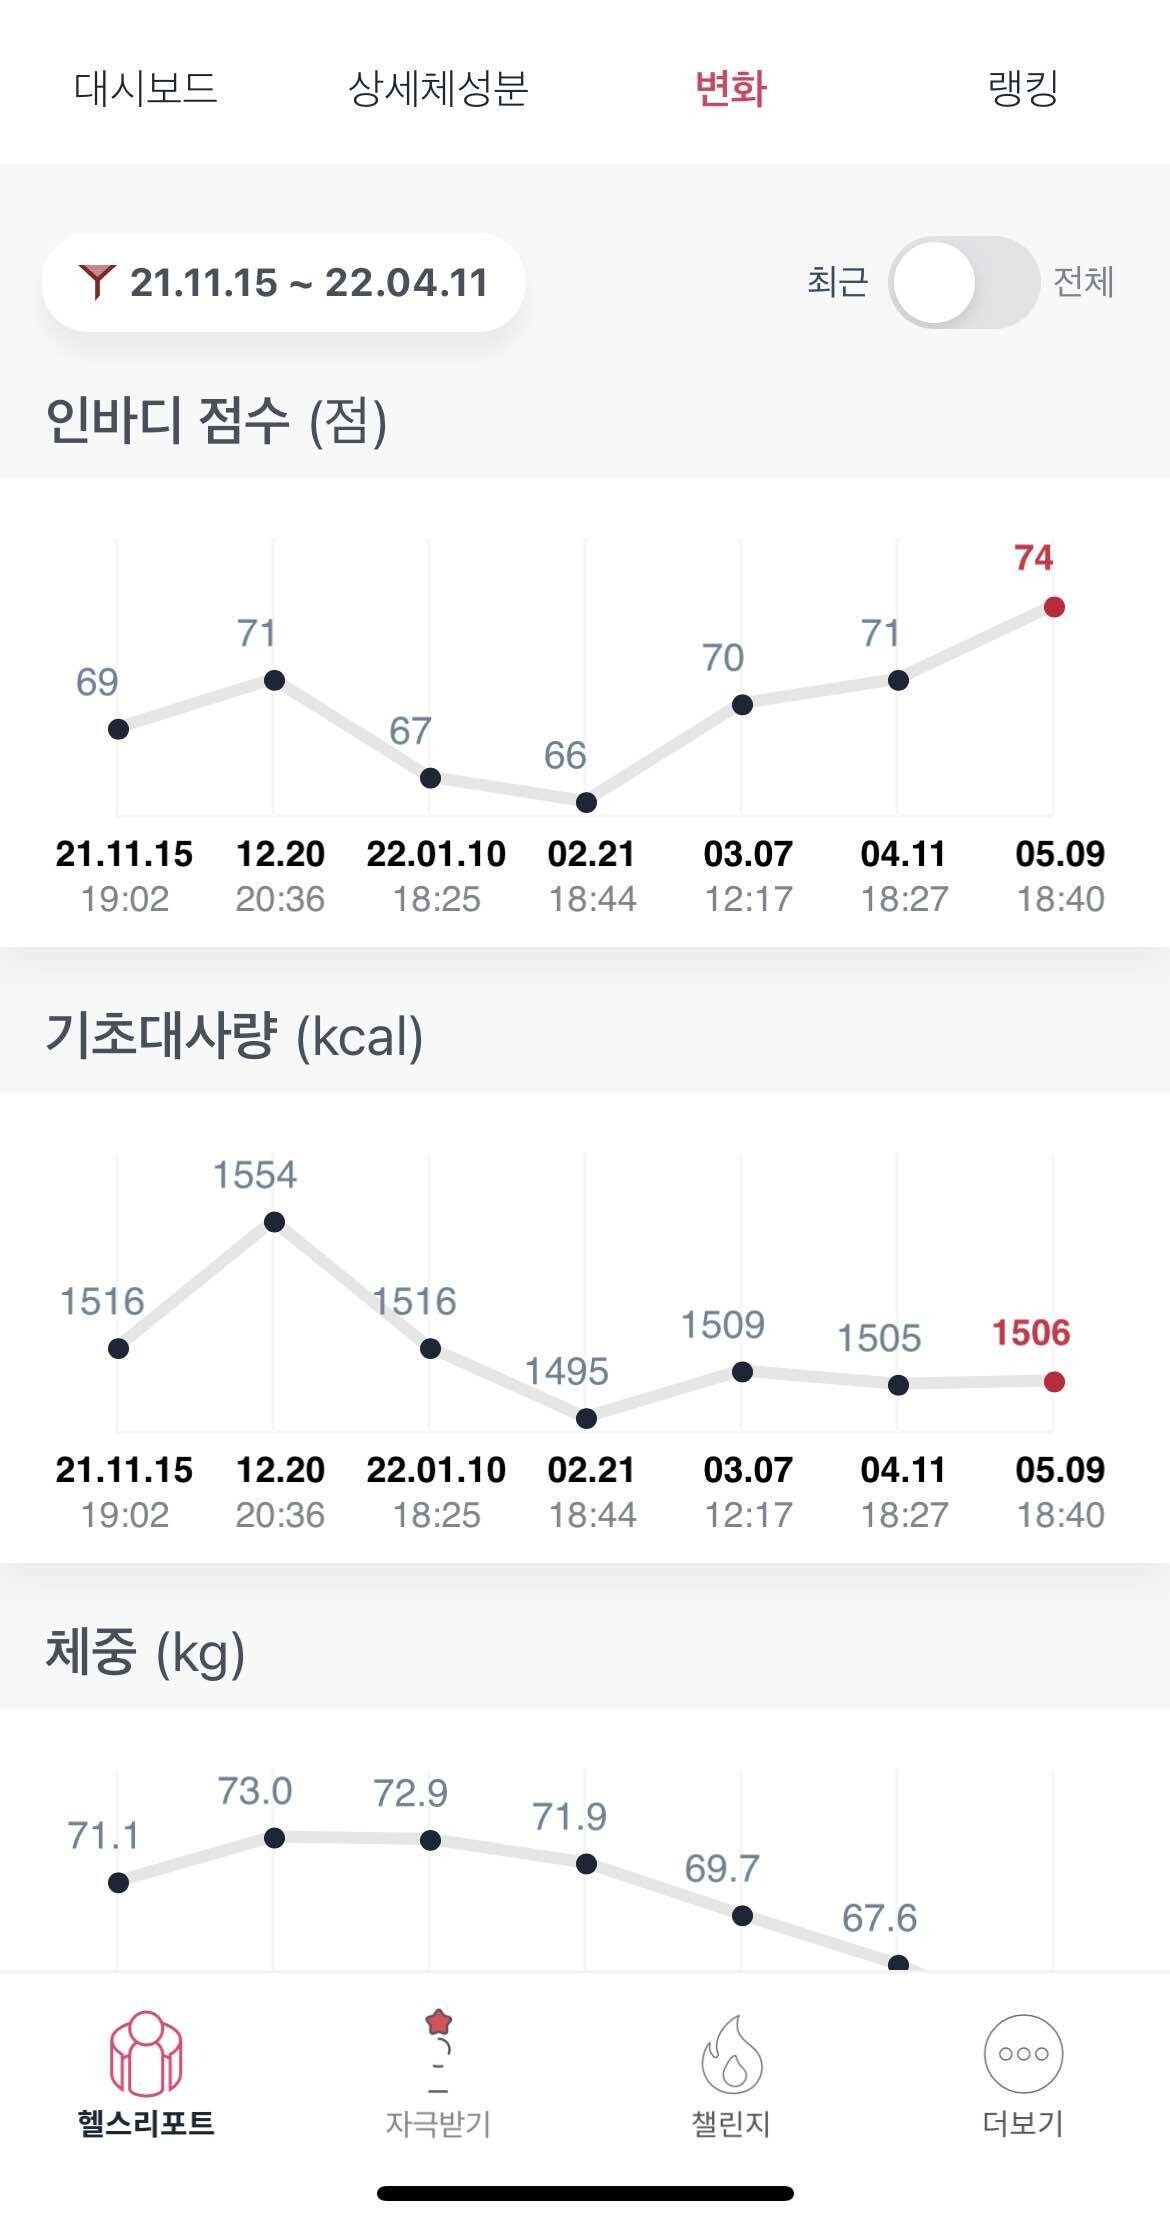 대시보드 상세체성분 변화 랭킹
21.11.15 ~ 22.04.11 최근 전체
인바디 점수 (점)
69 71 67 66 70 71 74
21.11.15 12.20 22.01.10 02.21 03.07 04.11 05.09
19:02 20:36 18:25 18:44 12:17 18:27 18:40
기초대사량 (kcal)
1516 1554 1516 1495 1509 1505 1506
21.11.15 12.20 22.01.10 02.21 03.07 04.11 05.09
19:02 20:36 18:25 18:44 12:17 18:27 18:40
체중 (kg)
71.1 73.0 72.9 71.9 69.7 67.6
헬스리포트 자극받기 챌린지 더보기